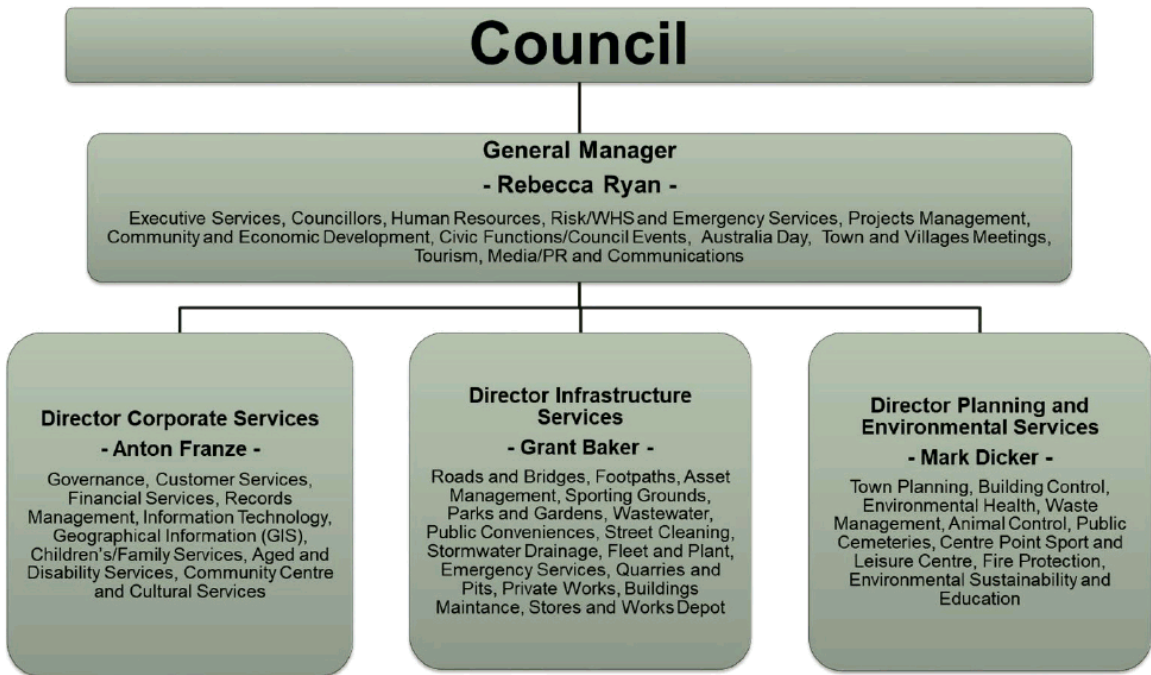 Council
General Manager
- Rebecca Ryan -
Executive Services, Councillors, Human Resources, Risk/WHS and Emergency Services, Projects Management,
Community and Economic Development, Civic Functions/Council Events, Australia Day, Town and Villages Meetings,
Tourism, Media/PR and Communications
Director Corporate Services
- Anton Franze -
Governance, Customer Services,
Financial Services, Records
Management, Information Technology,
Geographical Information (GIS),
Children's/Family Services, Aged and
Disability Services, Community Centre
and Cultural Services
Director Infrastructure
Services
- Grant Baker -
Roads and Bridges, Footpaths, Asset
Management, Sporting Grounds,
Parks and Gardens, Wastewater,
Public Conveniences, Street Cleaning,
Stormwater Drainage, Fleet and Plant,
Emergency Services, Quarries and
Pits, Private Works, Buildings
Maintance, Stores and Works Depot
Director Planning and
Environmental Services
- Mark Dicker -
Town Planning, Building Control,
Environmental Health, Waste
Management, Animal Control, Public
Cemeteries, Centre Point Sport and
Leisure Centre, Fire Protection,
Environmental Sustainability and
Education